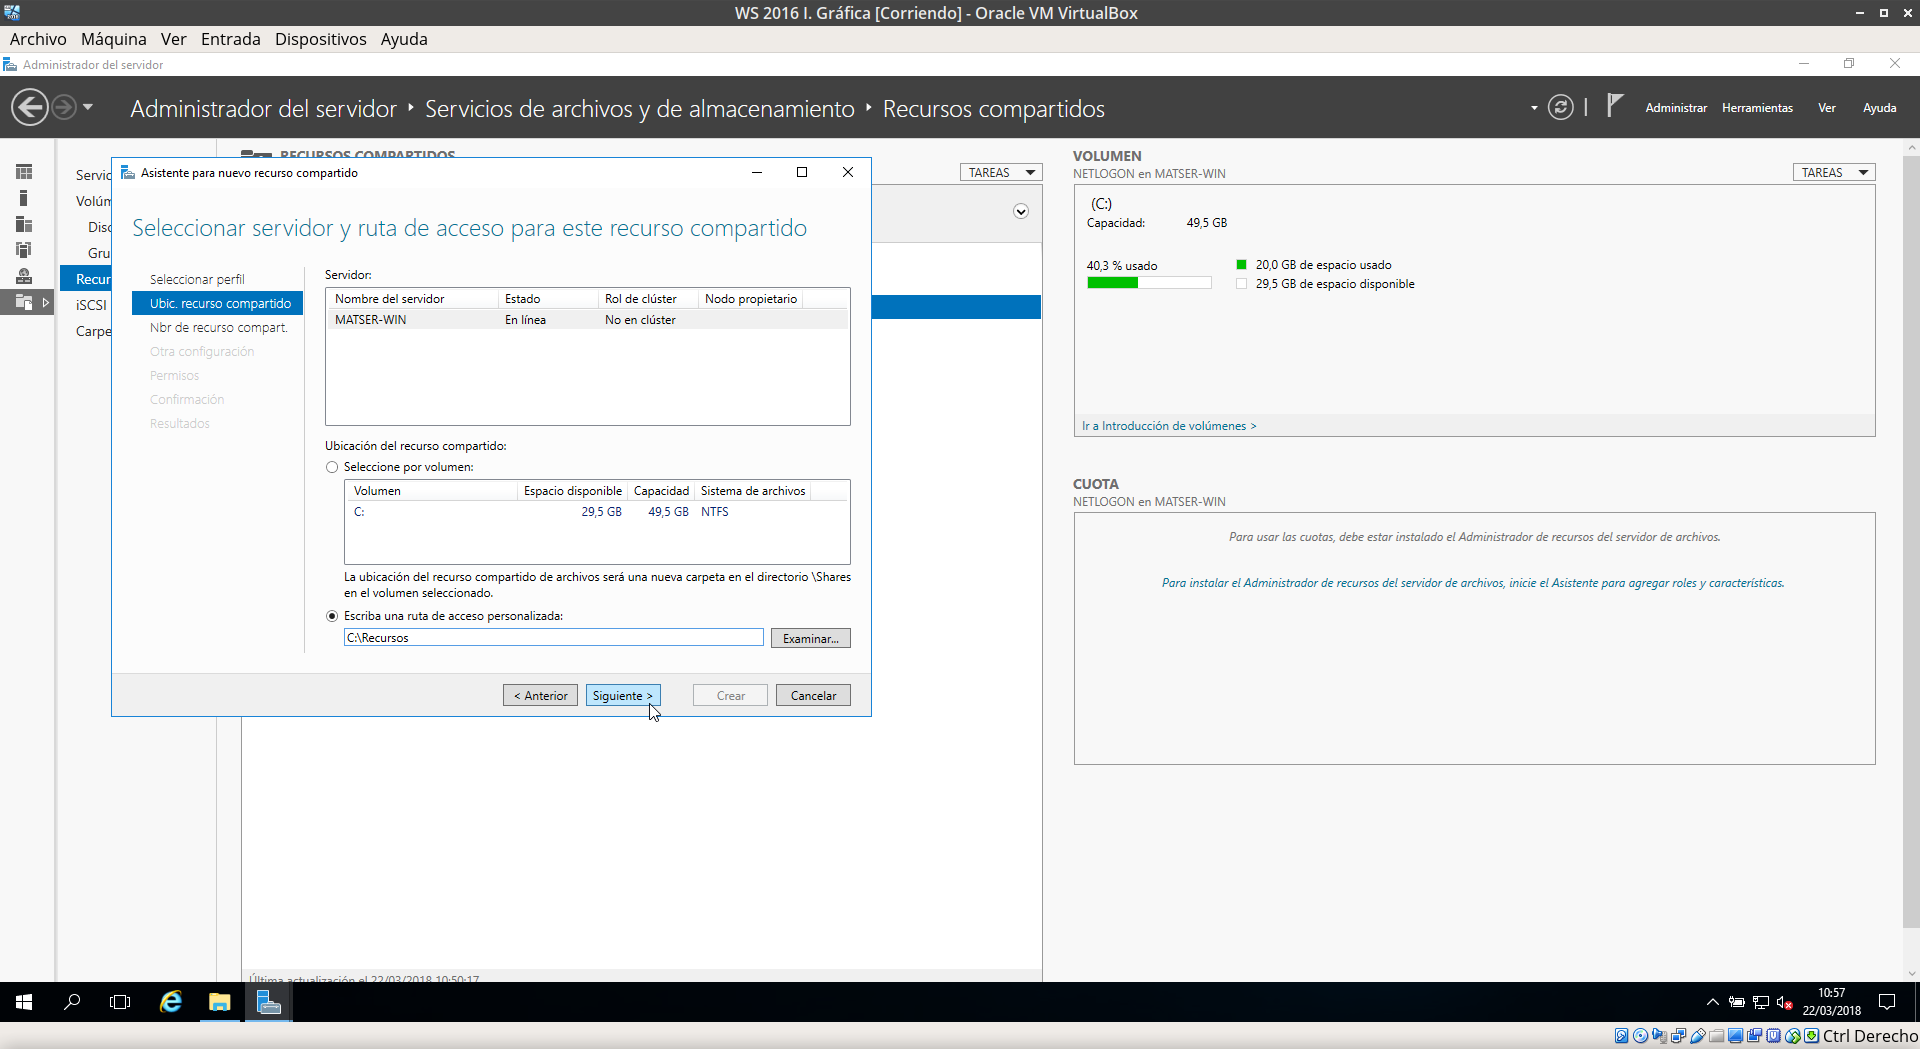 WS 2016 I. Gráfica [Corriendo] - Oracle VM VirtualBox
Archivo Máquina Ver Entrada Dispositivos Ayuda
Administrador del servidor
Administrador del servidor ‣ Servicios de archivos y de almacenamiento ‣ Recursos compartidos
Administrar Herramientas Ver Ayuda
Servic
Volúm
Disc
Gru
Recur
iSCSI
Carpe
RECURSOS COMPARTIDOS
TAREAS
Asistente para nuevo recurso compartido
Seleccionar servidor y ruta de acceso para este recurso compartido
Seleccionar perfil
Ubic. recurso compartido
Nbr de recurso compart.
Otra configuración
Permisos
Confirmación
Resultados
Servidor:
Nombre del servidor Estado Rol de clúster Nodo propietario
MATSER-WIN En línea No en clúster
Ubicación del recurso compartido:
Seleccione por volumen:
Volumen Espacio disponible Capacidad Sistema de archivos
C: 29,5 GB 49,5 GB NTFS
La ubicación del recurso compartido de archivos será una nueva carpeta en el directorio \Shares
en el volumen seleccionado.
Escriba una ruta de acceso personalizada:
C:\Recursos
Examinar...
< Anterior Siguiente > Crear Cancelar
Última actualización el 22/03/2018 10:50:17
VOLUMEN
NETLOGON en MATSER-WIN
TAREAS
(C:)
Capacidad: 49,5 GB
40,3 % usado
20,0 GB de espacio usado
29,5 GB de espacio disponible
Ir a Introducción de volúmenes >
CUOTA
NETLOGON en MATSER-WIN
Para usar las cuotas, debe estar instalado el Administrador de recursos del servidor de archivos.
Para instalar el Administrador de recursos del servidor de archivos, inicie el Asistente para agregar roles y características.
10:57
22/03/2018
Ctrl Derecho